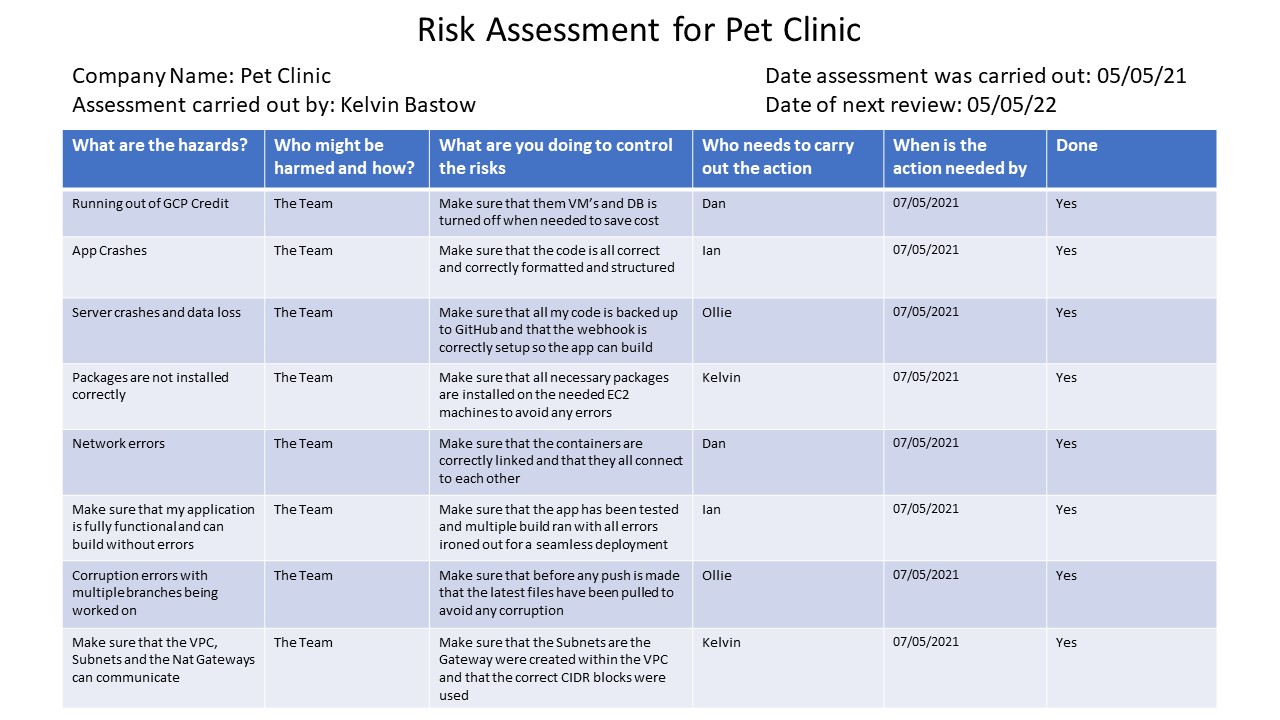 Risk Assessment for Pet Clinic
Company Name: Pet Clinic
Assessment carried out by: Kelvin Bastow
Date assessment was carried out: 05/05/21
Date of next review: 05/05/22
What are the hazards?
Who might be
harmed and how?
What are you doing to control
the risks
Who needs to carry
out the action
When is the
action needed by
Done
Running out of GCP Credit
The Team
Make sure that them VM's and DB is
turned off when needed to save cost
Dan
07/05/2021
Yes
App Crashes
The Team
Make sure that the code is all correct
and correctly formatted and structured
Ian
07/05/2021
Yes
Server crashes and data loss
The Team
Make sure that all my code is backed up
to GitHub and that the webhook is
correctly setup so the app can build
Ollie
07/05/2021
Yes
Packages are not installed
correctly
The Team
Make sure that all necessary packages
are installed on the needed EC2
machines to avoid any errors
Kelvin
07/05/2021
Yes
Network errors
The Team
Make sure that the containers are
correctly linked and that they all connect
to each other
Dan
07/05/2021
Yes
Make sure that my application
is fully functional and can
build without errors
The Team
Make sure that the app has been tested
and multiple build ran with all errors
ironed out for a seamless deployment
Ian
07/05/2021
Yes
Corruption errors with
multiple branches being
worked on
The Team
Make sure that before any push is made
that the latest files have been pulled to
avoid any corruption
Ollie
07/05/2021
Yes
Make sure that the VPC,
Subnets and the Nat Gateways
can communicate
The Team
Make sure that the Subnets are the
Gateway were created within the VPC
and that the correct CIDR blocks were
used
Kelvin
07/05/2021
Yes